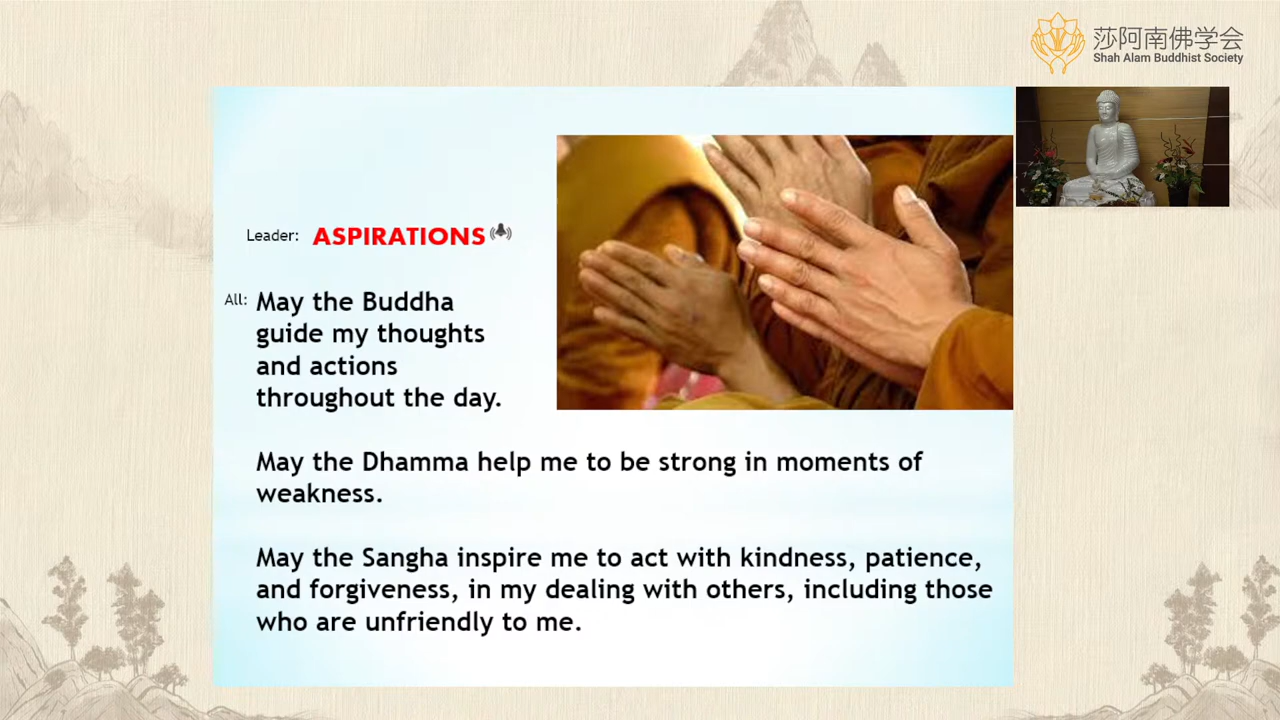 莎阿南佛学会
Shah Alam Buddhist Society
Leader: ASPIRATIONS
All: May the Buddha
guide my thoughts
and actions
throughout the day.
May the Dhamma help me to be strong in moments of
weakness.
May the Sangha inspire me to act with kindness, patience,
and forgiveness, in my dealing with others, including those
who are unfriendly to me.